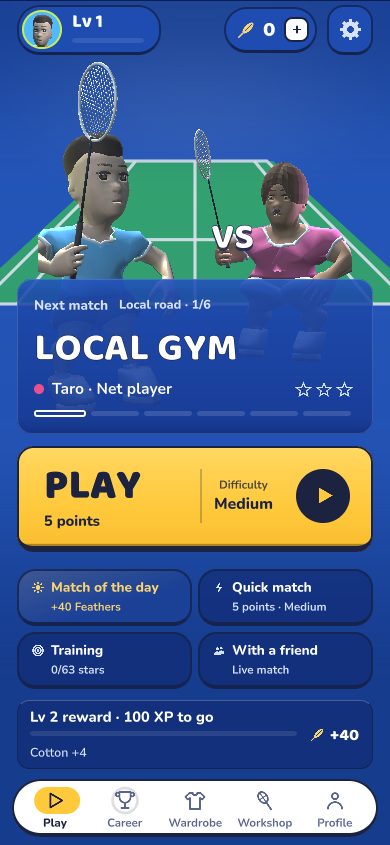 Lv 1
0
+
VS
Next match Local road · 1/6
LOCAL GYM
Taro · Net player
PLAY
5 points
Difficulty
Medium
Match of the day
+40 Feathers
Quick match
5 points · Medium
Training
0/63 stars
With a friend
Live match
Lv 2 reward · 100 XP to go
+40
Cotton +4
Play
Career
Wardrobe
Workshop
Profile